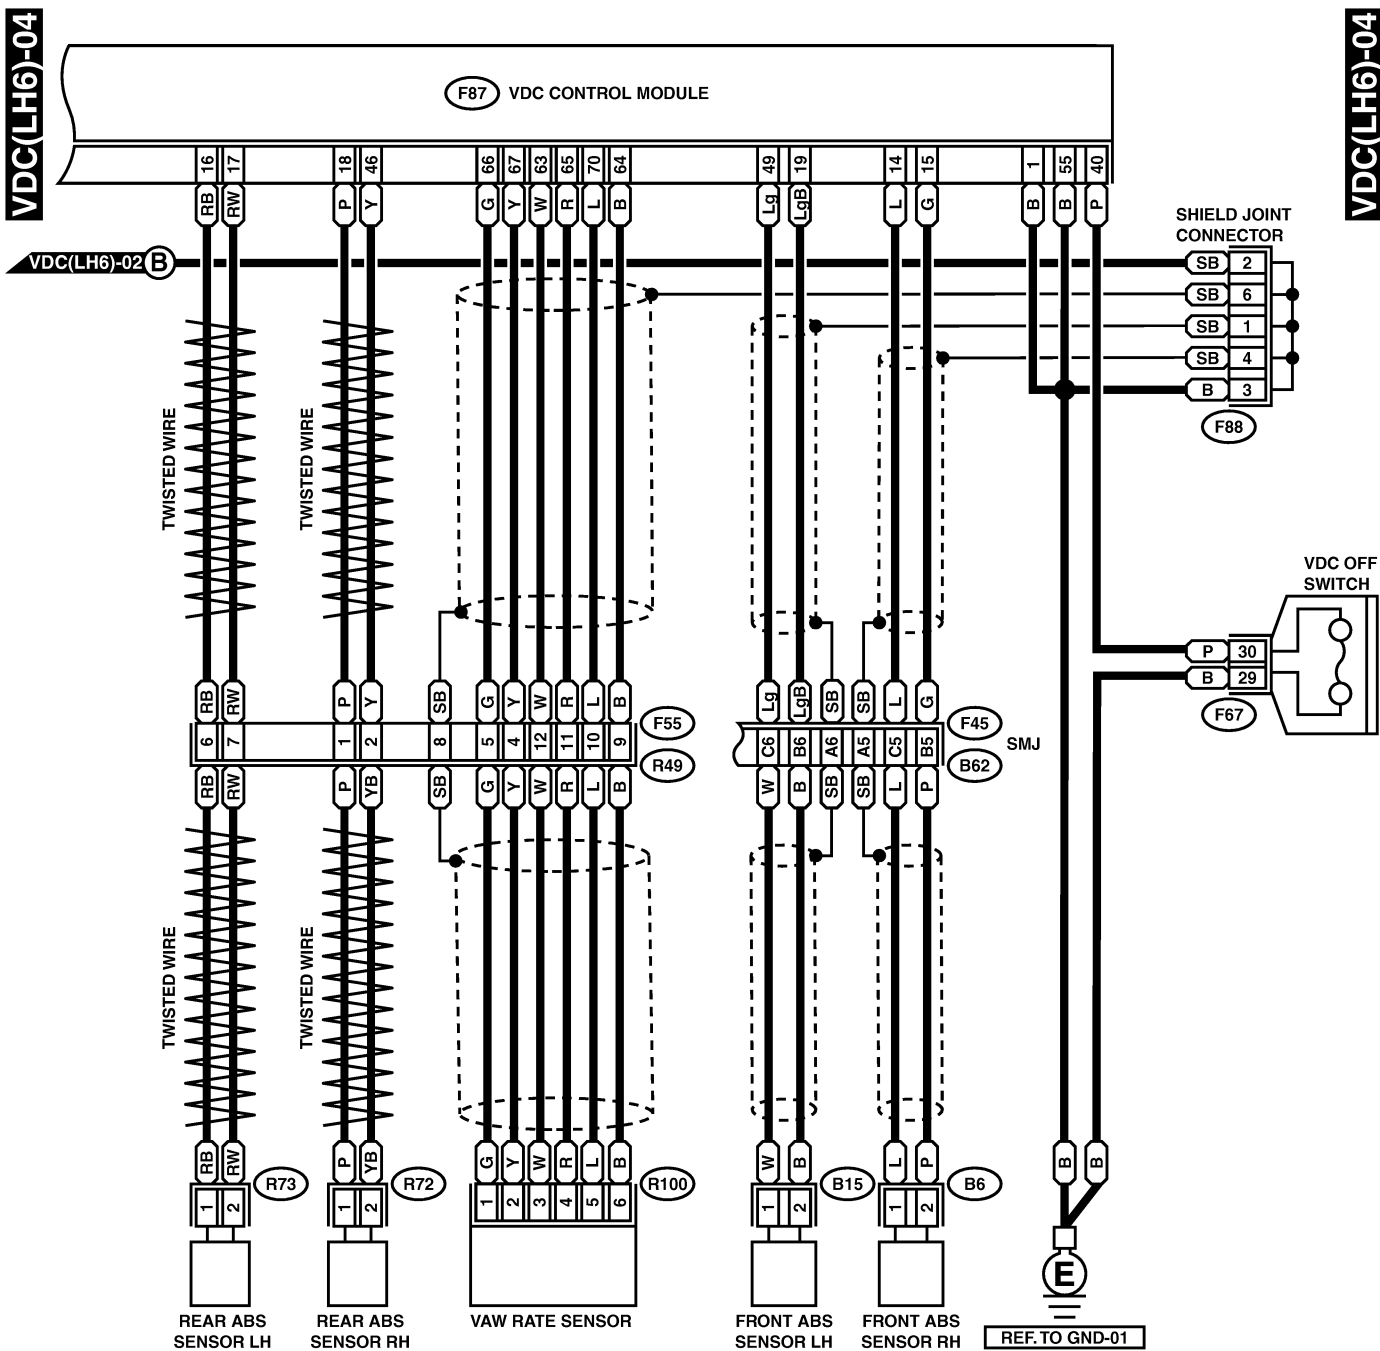 VDC(LH6)-04
VDC(LH6)-04
F87 VDC CONTROL MODULE
16 17 18 46 66 67 63 65 70 64 49 19 14 15 1 55 40
RB RW P Y G Y W R L B Lg LgB L G B B P
SHIELD JOINT
CONNECTOR
VDC(LH6)-02 B
SB 2
SB 6
SB 1
SB 4
B 3
F88
TWISTED WIRE TWISTED WIRE
VDC OFF
SWITCH
P 30
B 29
F67
RB RW P Y SB G Y W R L B Lg LgB SB SB L G
F55 F45
6 7 1 2 8 5 4 12 11 10 9 C6 B6 A6 A5 C5 B5 SMJ
R49 B62
RB RW P YB SB G Y W R L B W B SB SB L P
TWISTED WIRE TWISTED WIRE
RB RW P YB G Y W R L B W B L P B B
R73 R72 R100 B15 B6
1 2 1 2 1 2 3 4 5 6 1 2 1 2
E
REAR ABS
SENSOR LH
REAR ABS
SENSOR RH
VAW RATE SENSOR
FRONT ABS
SENSOR LH
FRONT ABS
SENSOR RH
REF. TO GND-01